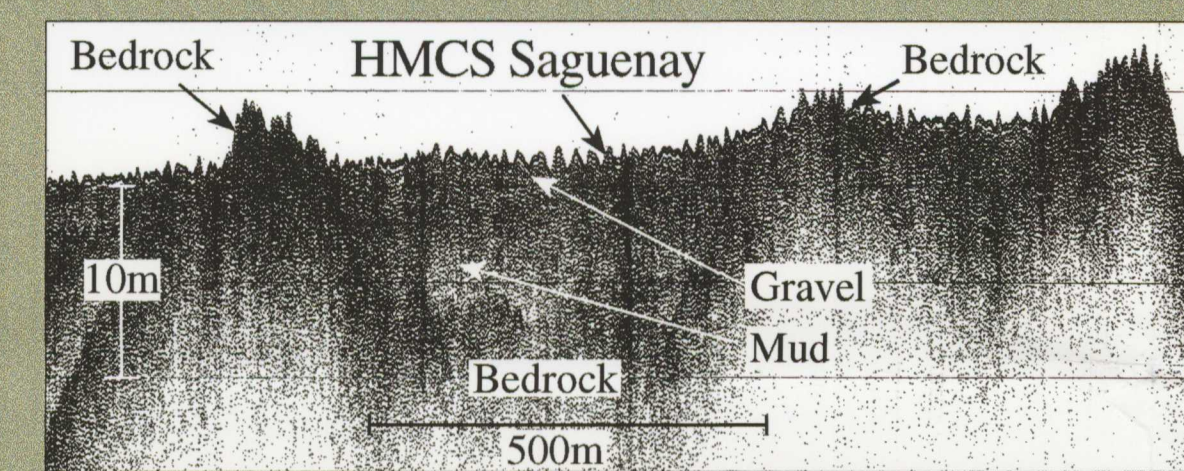 Bedrock
HMCS Saguenay
Bedrock
10m
Gravel
Mud
Bedrock
500m